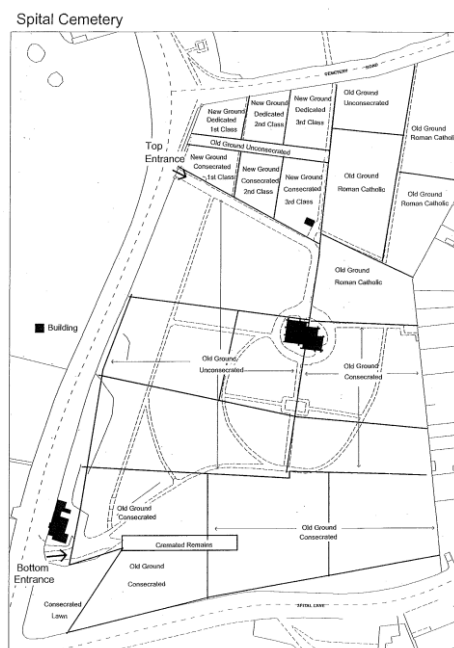 Spital Cemetery
CEMETERY ROAD
New Ground
Dedicated
1st Class
New Ground
Dedicated
2nd Class
New Ground
Dedicated
3rd Class
Old Ground
Unconsecrated
Old Ground
Roman Catholic
Old Ground Unconsecrated
Top
Entrance
New Ground
Consecrated
1st Class
New Ground
Consecrated
2nd Class
New Ground
Consecrated
3rd Class
Old Ground
Roman Catholic
Old Ground
Roman Catholic
Old Ground
Roman Catholic
Building
Old Ground
Unconsecrated
Old Ground
Consecrated
Old Ground
Consecrated
Old Ground
Consecrated
Cremated Remains
Bottom
Entrance
Old Ground
Consecrated
Consecrated
Lawn
SPITAL LANE